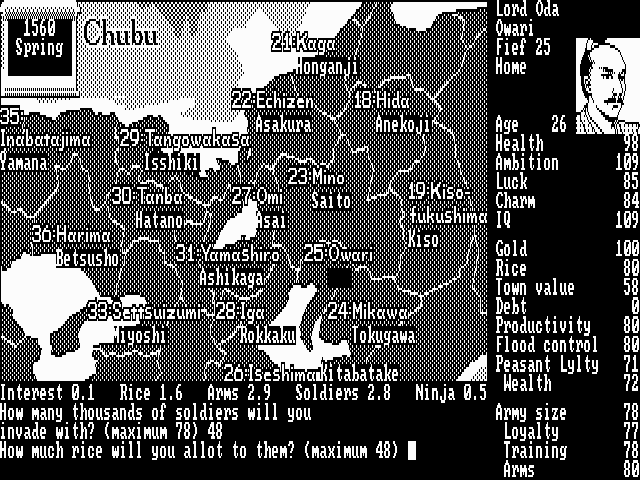 1560
Spring
Chubu
21-Kaga
Honganji
22-Echizen
Asakura
18-Hida
Anekoji
35-
Inabatajima
Yamana
29-Tangowakasa
Isshiki
23-Mino
Saito
30-Tanba
Hatano
27-Omi
Asai
19-Kiso-
fukushima
Kiso
36-Harima
Betsusho
31-Yamashiro
Ashikaga
25-Owari
33-Settsuizumi
Miyoshi
28-Iga
Rokkaku
24-Mikawa
Tokugawa
26-Iseshima
Kitabatake
Lord Oda
Owari
Fief 25
Home
Age 26
Health 98
Ambition 109
Luck 85
Charm 84
IQ 109
Gold 100
Rice 80
Town value 58
Debt 0
Productivity 80
Flood control 80
Peasant Lylty 71
Wealth 72
Army size 78
Loyalty 77
Training 78
Arms 80
Interest 0.1 Rice 1.6 Arms 2.9 Soldiers 2.8 Ninja 0.5
How many thousands of soldiers will you
invade with? (maximum 78) 48
How much rice will you allot to them? (maximum 48)